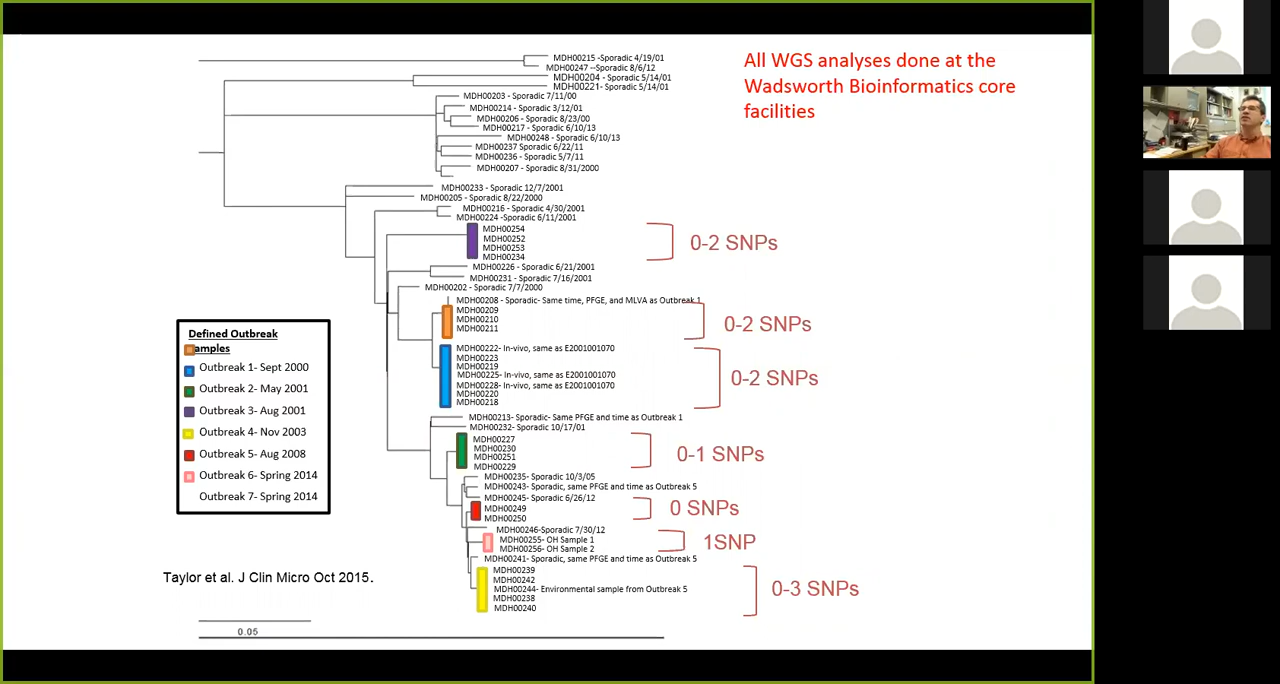 All WGS analyses done at the
Wadsworth Bioinformatics core
facilities
MDH00215 -Sporadic 4/19/01
MDH00247 --Sporadic 8/6/12
MDH00204 - Sporadic 5/14/01
MDH00221- Sporadic 5/14/01
MDH00203 - Sporadic 7/11/00
MDH00214 - Sporadic 3/12/01
MDH00206 - Sporadic 8/23/00
MDH00217 - Sporadic 6/10/13
MDH00248 - Sporadic 6/10/13
MDH00237 Sporadic 6/22/11
MDH00236 - Sporadic 5/7/11
MDH00207 - Sporadic 8/31/2000
MDH00233 - Sporadic 12/7/2001
MDH00205 - Sporadic 8/22/2000
MDH00216 - Sporadic 4/30/2001
MDH00224 -Sporadic 6/11/2001
MDH00254
MDH00252
MDH00253
MDH00234
0-2 SNPs
MDH00226 - Sporadic 6/21/2001
MDH00231 - Sporadic 7/16/2001
MDH00202 - Sporadic 7/7/2000
MDH00208 - Sporadic- Same time, PFGE, and MLVA as Outbreak 1
MDH00209
MDH00210
MDH00211
0-2 SNPs
MDH00222- In-vivo, same as E2001001070
MDH00223
MDH00219
MDH00225- In-vivo, same as E2001001070
MDH00228- In-vivo, same as E2001001070
MDH00220
MDH00218
0-2 SNPs
MDH00213- Sporadic- Same PFGE and time as Outbreak 1
MDH00232- Sporadic 10/17/01
MDH00227
MDH00230
MDH00251
MDH00229
0-1 SNPs
MDH00235- Sporadic 10/3/05
MDH00243- Sporadic, same PFGE and time as Outbreak 5
MDH00245- Sporadic 6/26/12
MDH00249
MDH00250
0 SNPs
MDH00246-Sporadic 7/30/12
MDH00255- OH Sample 1
MDH00256- OH Sample 2
1SNP
MDH00241- Sporadic, same PFGE and time as Outbreak 5
MDH00239
MDH00242
MDH00244- Environmental sample from Outbreak 5
MDH00238
MDH00240
0-3 SNPs
Defined Outbreak
amples
Outbreak 1- Sept 2000
Outbreak 2- May 2001
Outbreak 3- Aug 2001
Outbreak 4- Nov 2003
Outbreak 5- Aug 2008
Outbreak 6- Spring 2014
Outbreak 7- Spring 2014
Taylor et al. J Clin Micro Oct 2015.
0.05